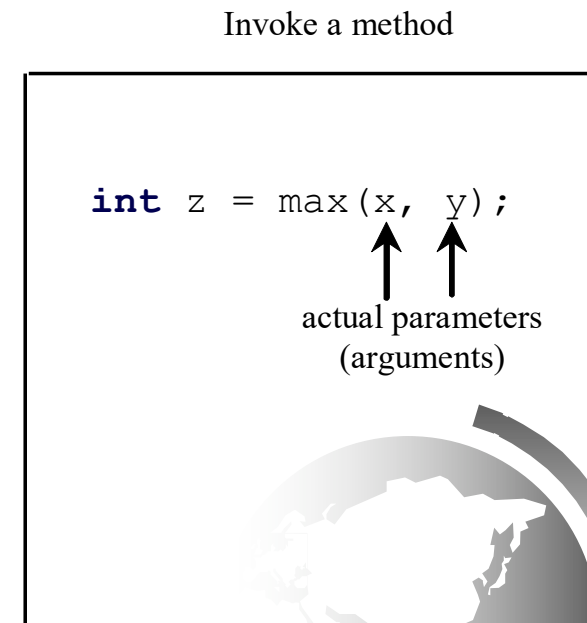 Invoke a method
int z = max(x, y);
actual parameters
(arguments)